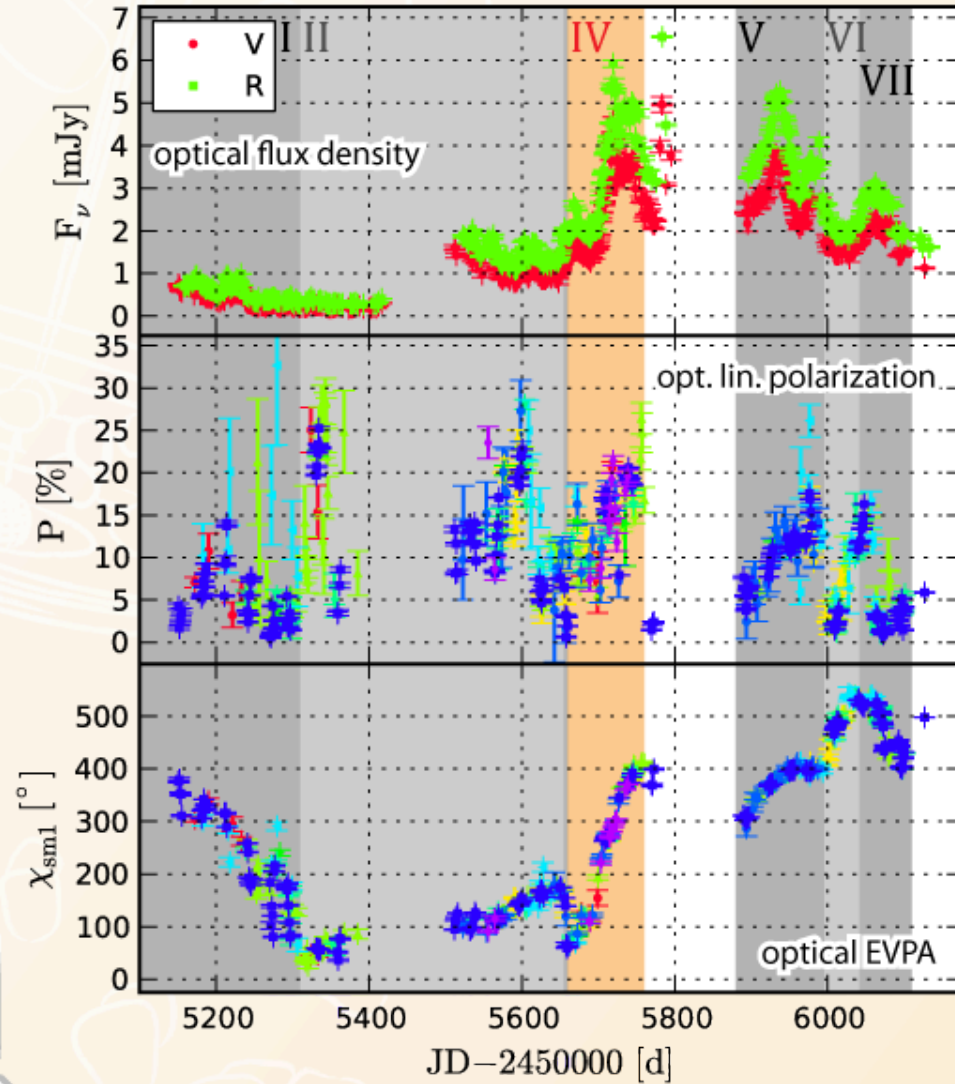 I II IV V VI VII
V
R
optical flux density
F_ν [mJy]
7
6
5
4
3
2
1
0
opt. lin. polarization
P [%]
35
30
25
20
15
10
5
0
χ_sm1 [°]
500
400
300
200
100
0
optical EVPA
5200 5400 5600 5800 6000
JD−2450000 [d]